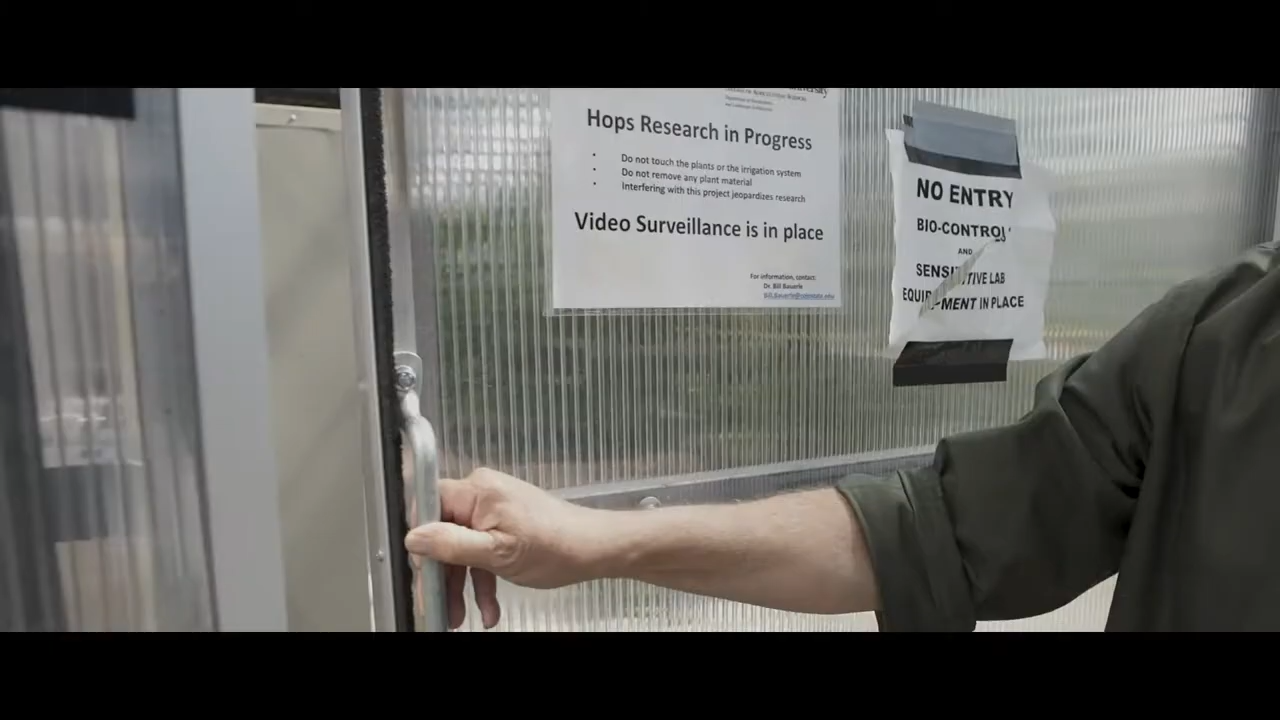 Hops Research in Progress
• Do not touch the plants or the irrigation system
• Do not remove any plant material
• Interfering with this project jeopardizes research
Video Surveillance is in place
For information, contact:
Dr. Bill Bauerle
NO ENTRY
BIO-CONTROL
AND
SENSITIVE LAB
EQUIPMENT IN PLACE